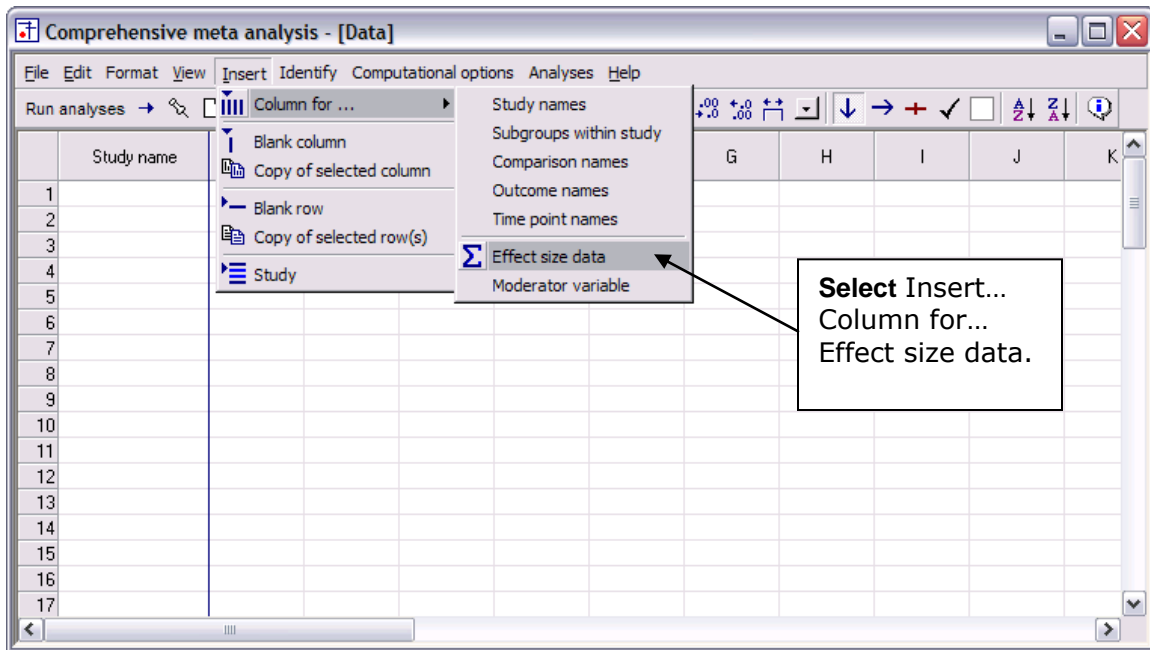 Comprehensive meta analysis - [Data]
File Edit Format View Insert Identify Computational options Analyses Help
Run analyses
Column for ...
Blank column
Copy of selected column
Blank row
Copy of selected row(s)
Study
Study names
Subgroups within study
Comparison names
Outcome names
Time point names
Effect size data
Moderator variable
Study name G H I J K
1
2
3
4
5
6
7
8
9
10
11
12
13
14
15
16
17
Select Insert…
Column for…
Effect size data.